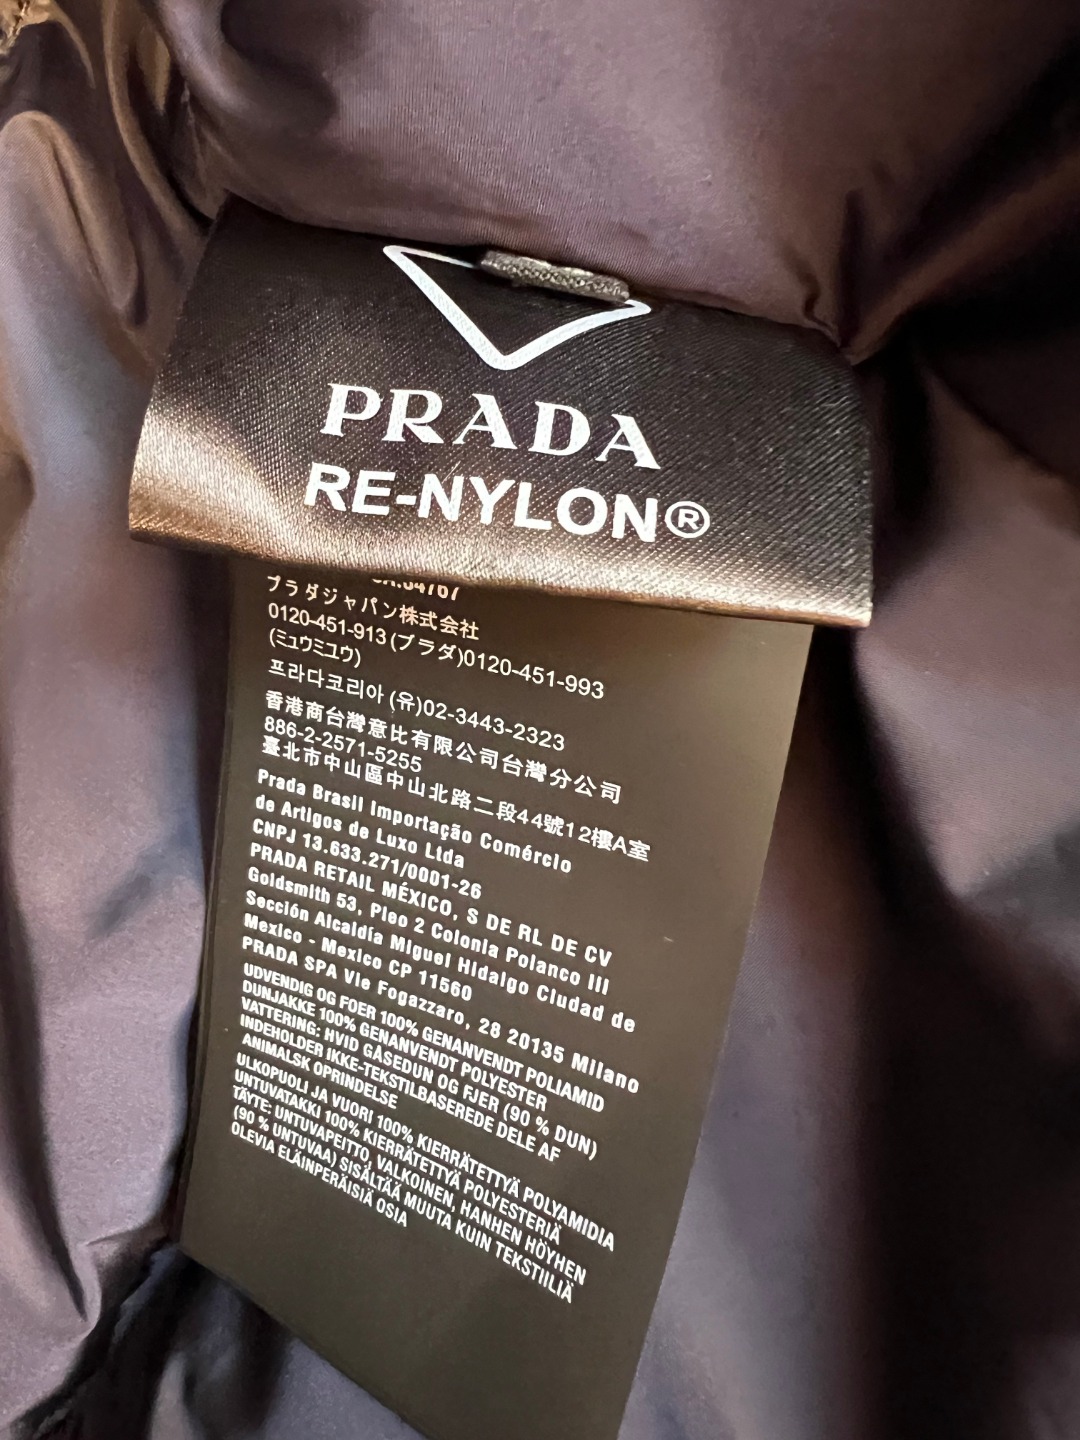 PRADA
RE-NYLON®
プラダジャパン株式会社
0120-451-913 (プラダ)0120-451-993
(ミュウミュウ)
프라다코리아 (유)02-3443-2323
香港商台灣意比有限公司台灣分公司
886-2-2571-5255
臺北市中山區中山北路二段44號12樓A室
Prada Brasil Importação Comércio
de Artigos de Luxo Ltda
CNPJ 13.633.271/0001-26
PRADA RETAIL MÉXICO, S DE RL DE CV
Goldsmith 53, Piso 2 Colonia Polanco III
Sección Alcaldía Miguel Hidalgo Ciudad de
Mexico - Mexico CP 11560
PRADA SPA Vie Fogazzaro, 28 20135 Milano
UDVENDIG OG FOER 100% GENANVENDT POLIAMID
DUNJAKKE 100% GENANVENDT POLYESTER
VATTERING: HVID GÅSEDUN OG FJER (90 % DUN)
INDEHOLDER IKKE-TEKSTILBASEREDE DELE AF
ANIMALSK OPRINDELSE
ULKOPUOLI JA VUORI 100% KIERRÄTETTYÄ POLYAMIDIA
UNTUVATAKKI 100% KIERRÄTETTYÄ POLYESTERIÄ
TÄYTE: UNTUVAPEITTO, VALKOINEN, HANHEN HÖYHEN
(90 % UNTUVAA) SISÄLTÄÄ MUUTA KUIN TEKSTIILIÄ
OLEVIA ELÄINPERÄISIÄ OSIA